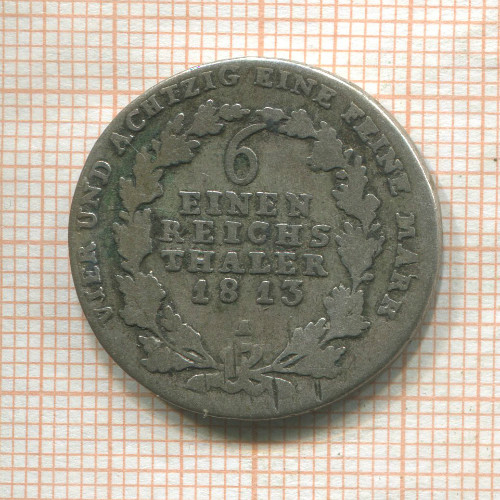 VIER UND ACHTZIG EINE FEINE MARK
6
EINEN
REICHS
THALER
1813